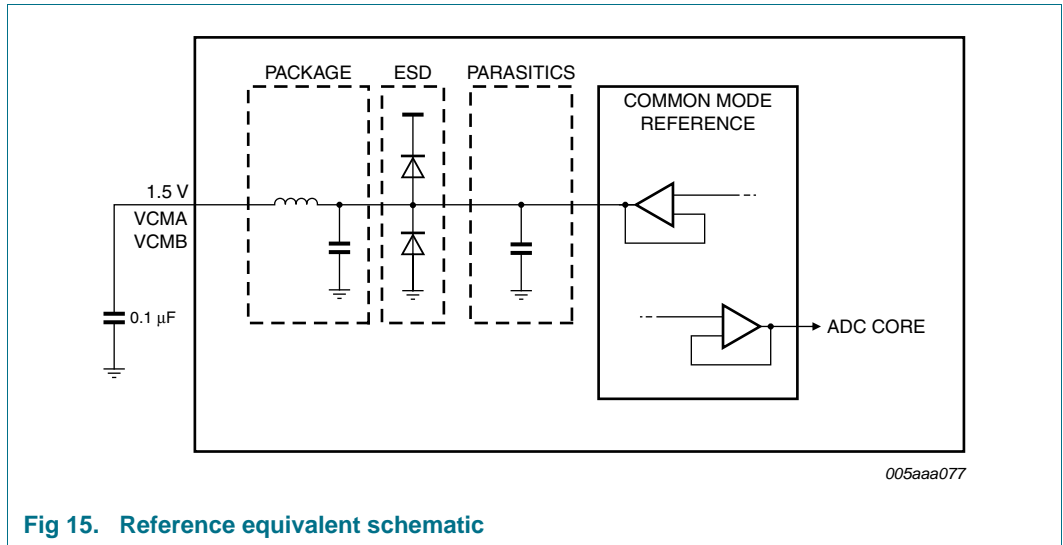 PACKAGE
ESD
PARASITICS
COMMON MODE
REFERENCE
1.5 V
VCMA
VCMB
0.1 μF
ADC CORE
005aaa077
Fig 15. Reference equivalent schematic